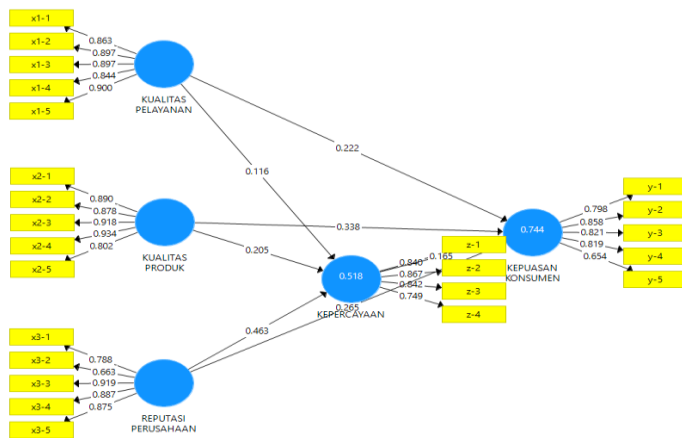 x1-1
x1-2
x1-3
x1-4
x1-5
0.863
0.897
0.897
0.844
0.900
KUALITAS
PELAYANAN
0.222
0.116
x2-1
x2-2
x2-3
x2-4
x2-5
0.890
0.878
0.918
0.934
0.802
KUALITAS
PRODUK
0.338
0.205
x3-1
x3-2
x3-3
x3-4
x3-5
0.788
0.663
0.919
0.887
0.875
REPUTASI
PERUSAHAAN
0.463
0.265
0.518
KEPERCAYAAN
0.840
0.165
0.867
0.842
0.749
z-1
z-2
z-3
z-4
0.744
KEPUASAN
KONSUMEN
0.798
0.858
0.821
0.819
0.654
y-1
y-2
y-3
y-4
y-5